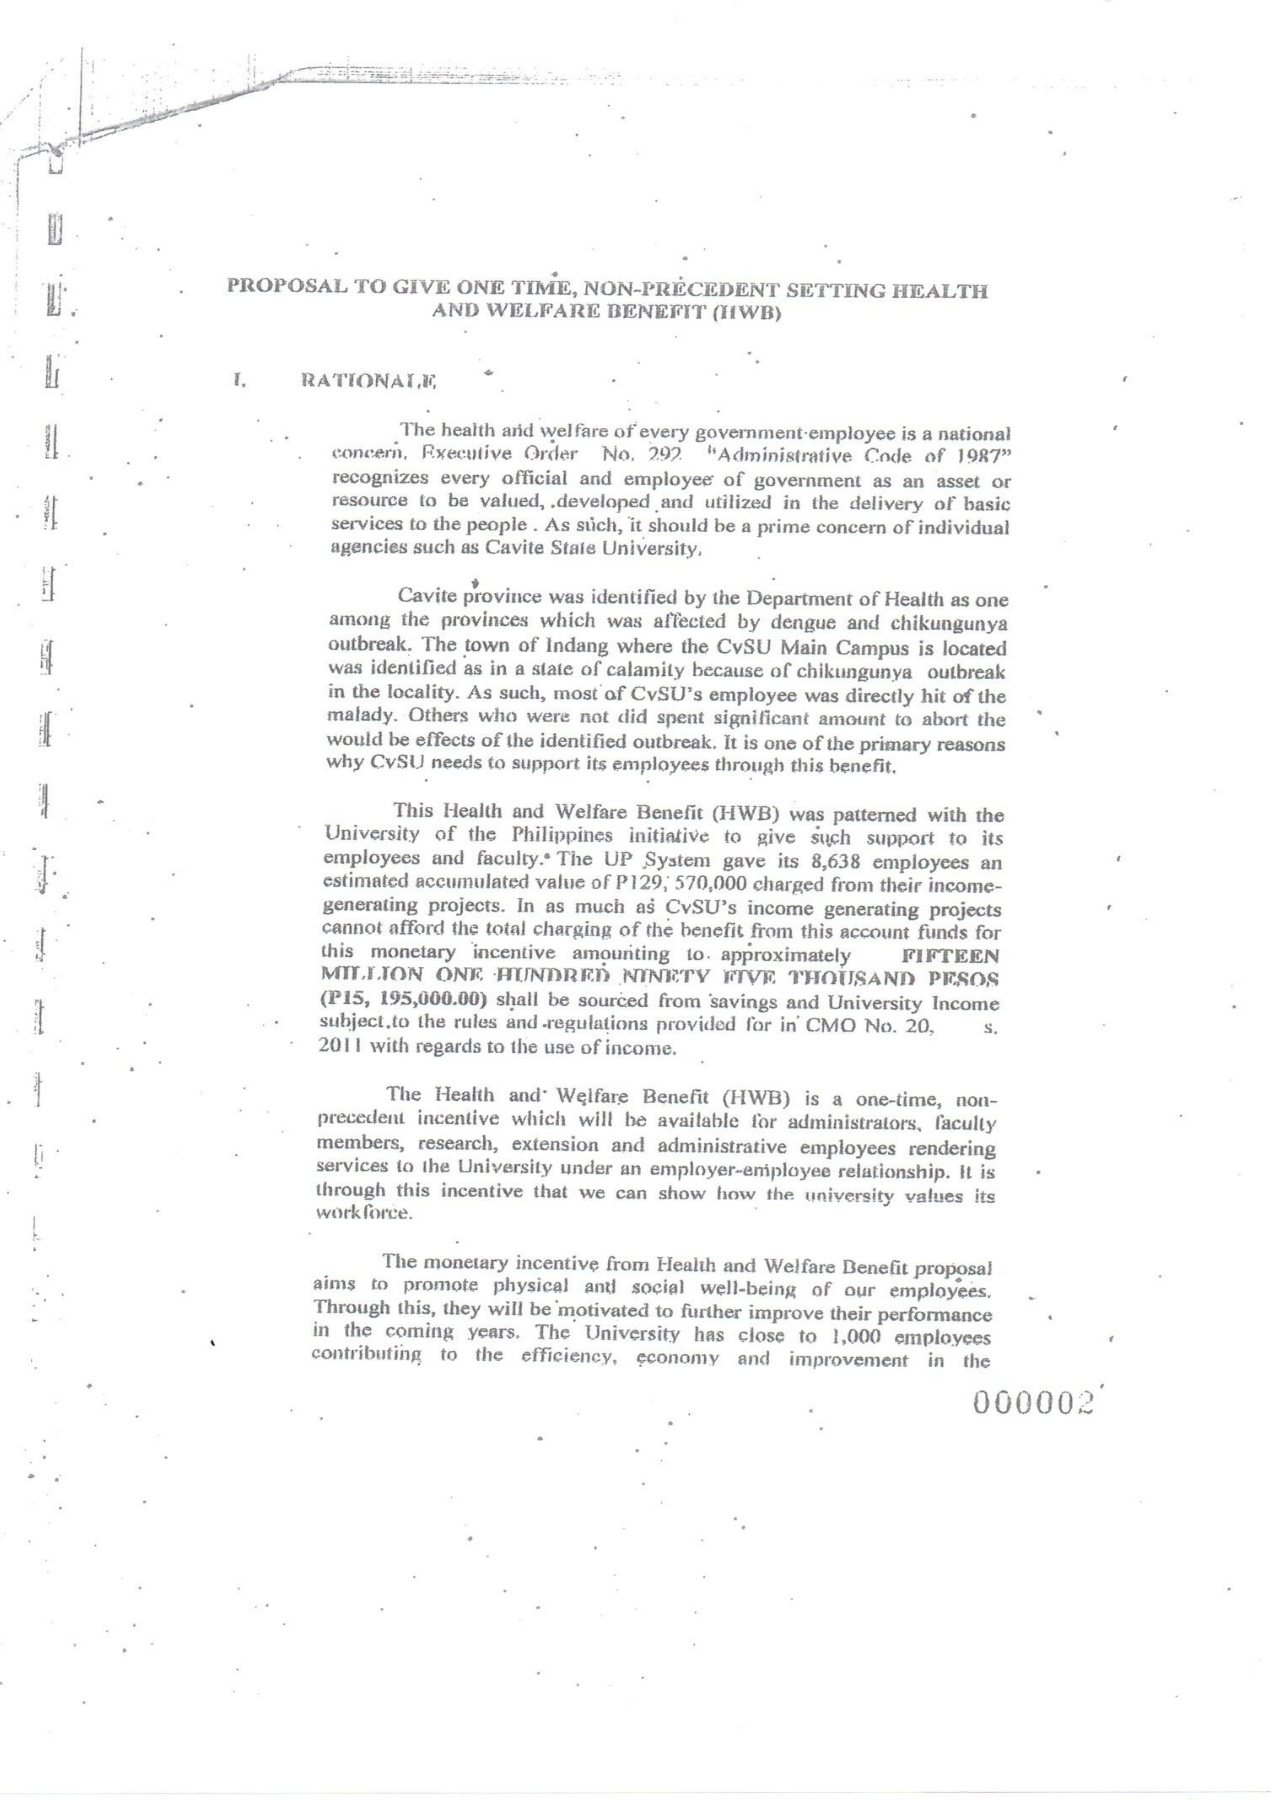 PROPOSAL TO GIVE ONE TIME, NON-PRECEDENT SETTING HEALTH
AND WELFARE BENEFIT (HWB)
I. RATIONALE
The health and welfare of every government employee is a national
concern. Executive Order No. 292 "Administrative Code of 1987"
recognizes every official and employee of government as an asset or
resource to be valued, developed and utilized in the delivery of basic
services to the people . As such, it should be a prime concern of individual
agencies such as Cavite State University.
Cavite province was identified by the Department of Health as one
among the provinces which was affected by dengue and chikungunya
outbreak. The town of Indang where the CvSU Main Campus is located
was identified as in a state of calamity because of chikungunya outbreak
in the locality. As such, most of CvSU's employee was directly hit of the
malady. Others who were not did spent significant amount to abort the
would be effects of the identified outbreak. It is one of the primary reasons
why CvSU needs to support its employees through this benefit.
This Health and Welfare Benefit (HWB) was patterned with the
University of the Philippines initiative to give such support to its
employees and faculty. The UP System gave its 8,638 employees an
estimated accumulated value of P129, 570,000 charged from their income-
generating projects. In as much as CvSU's income generating projects
cannot afford the total charging of the benefit from this account funds for
this monetary incentive amounting to approximately FIFTEEN
MILLION ONE HUNDRED NINETY FIVE THOUSAND PESOS
(P15, 195,000.00) shall be sourced from savings and University Income
subject to the rules and regulations provided for in CMO No. 20, s.
2011 with regards to the use of income.
The Health and Welfare Benefit (HWB) is a one-time, non-
precedent incentive which will be available for administrators, faculty
members, research, extension and administrative employees rendering
services to the University under an employer-employee relationship. It is
through this incentive that we can show how the university values its
workforce.
The monetary incentive from Health and Welfare Benefit proposal
aims to promote physical and social well-being of our employees.
Through this, they will be motivated to further improve their performance
in the coming years. The University has close to 1,000 employees
contributing to the efficiency, economy and improvement in the
000002